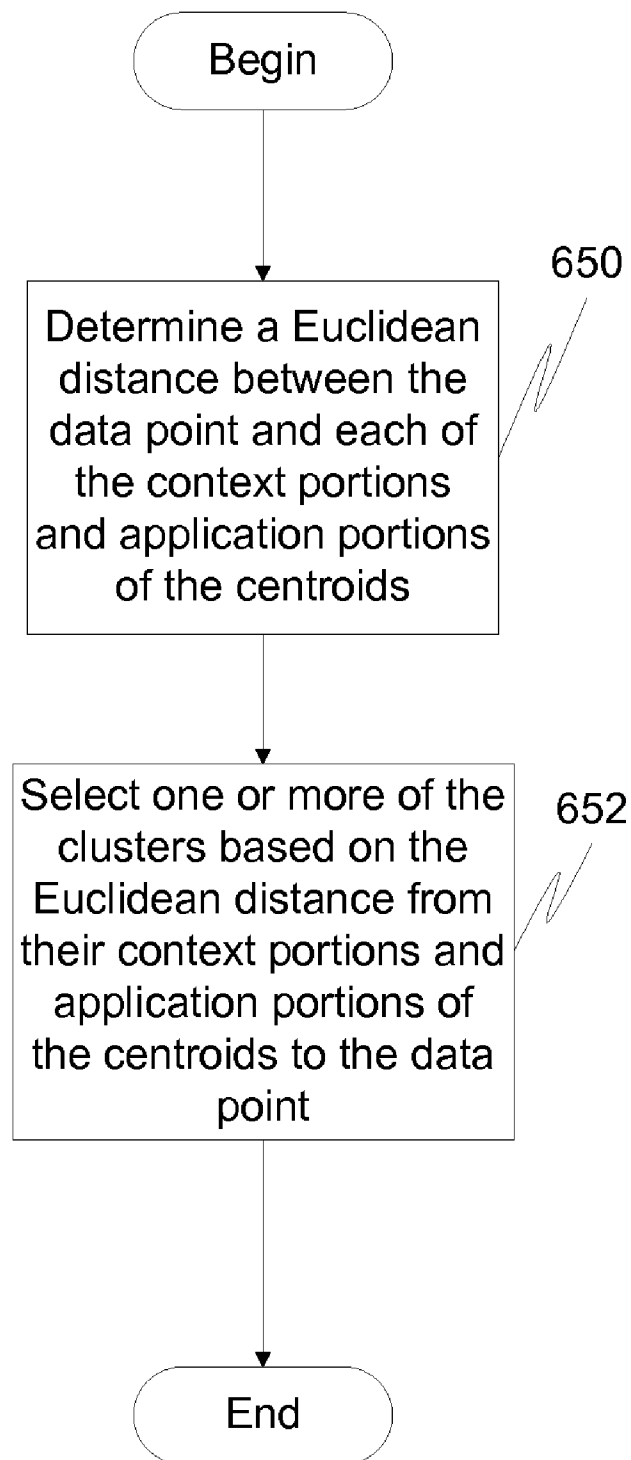 Begin
650
Determine a Euclidean
distance between the
data point and each of
the context portions
and application portions
of the centroids
652
Select one or more of the
clusters based on the
Euclidean distance from
their context portions and
application portions of
the centroids to the data
point
End